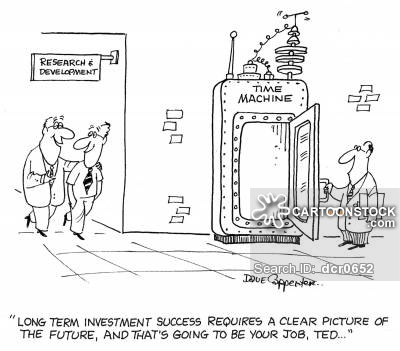 RESEARCH &
DEVELOPMENT
TIME
MACHINE
CARTOONSTOCK
.com
Search ID: dcr0652
DAVE CARPENTER..
"LONG TERM INVESTMENT SUCCESS REQUIRES A CLEAR PICTURE OF
THE FUTURE, AND THAT'S GOING TO BE YOUR JOB, TED..."